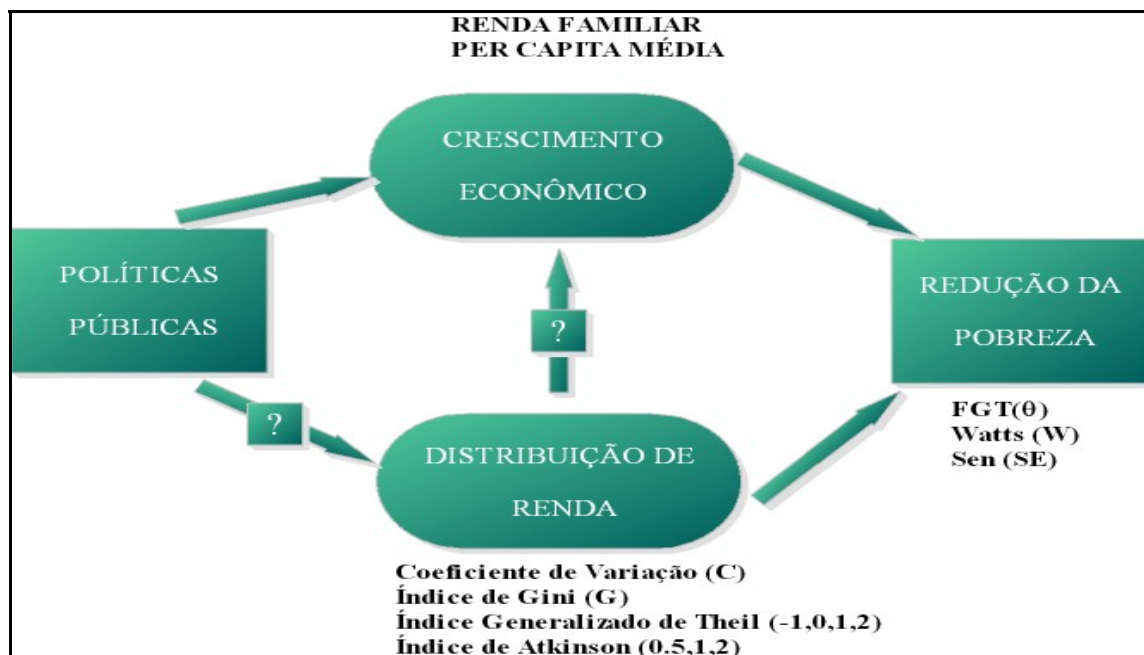 RENDA FAMILIAR
PER CAPITA MÉDIA
CRESCIMENTO
ECONÔMICO
POLÍTICAS
PÚBLICAS
?
?
REDUÇÃO DA
POBREZA
FGT(θ)
Watts (W)
Sen (SE)
DISTRIBUIÇÃO DE
RENDA
Coeficiente de Variação (C)
Índice de Gini (G)
Índice Generalizado de Theil (-1,0,1,2)
Índice de Atkinson (0.5,1,2)